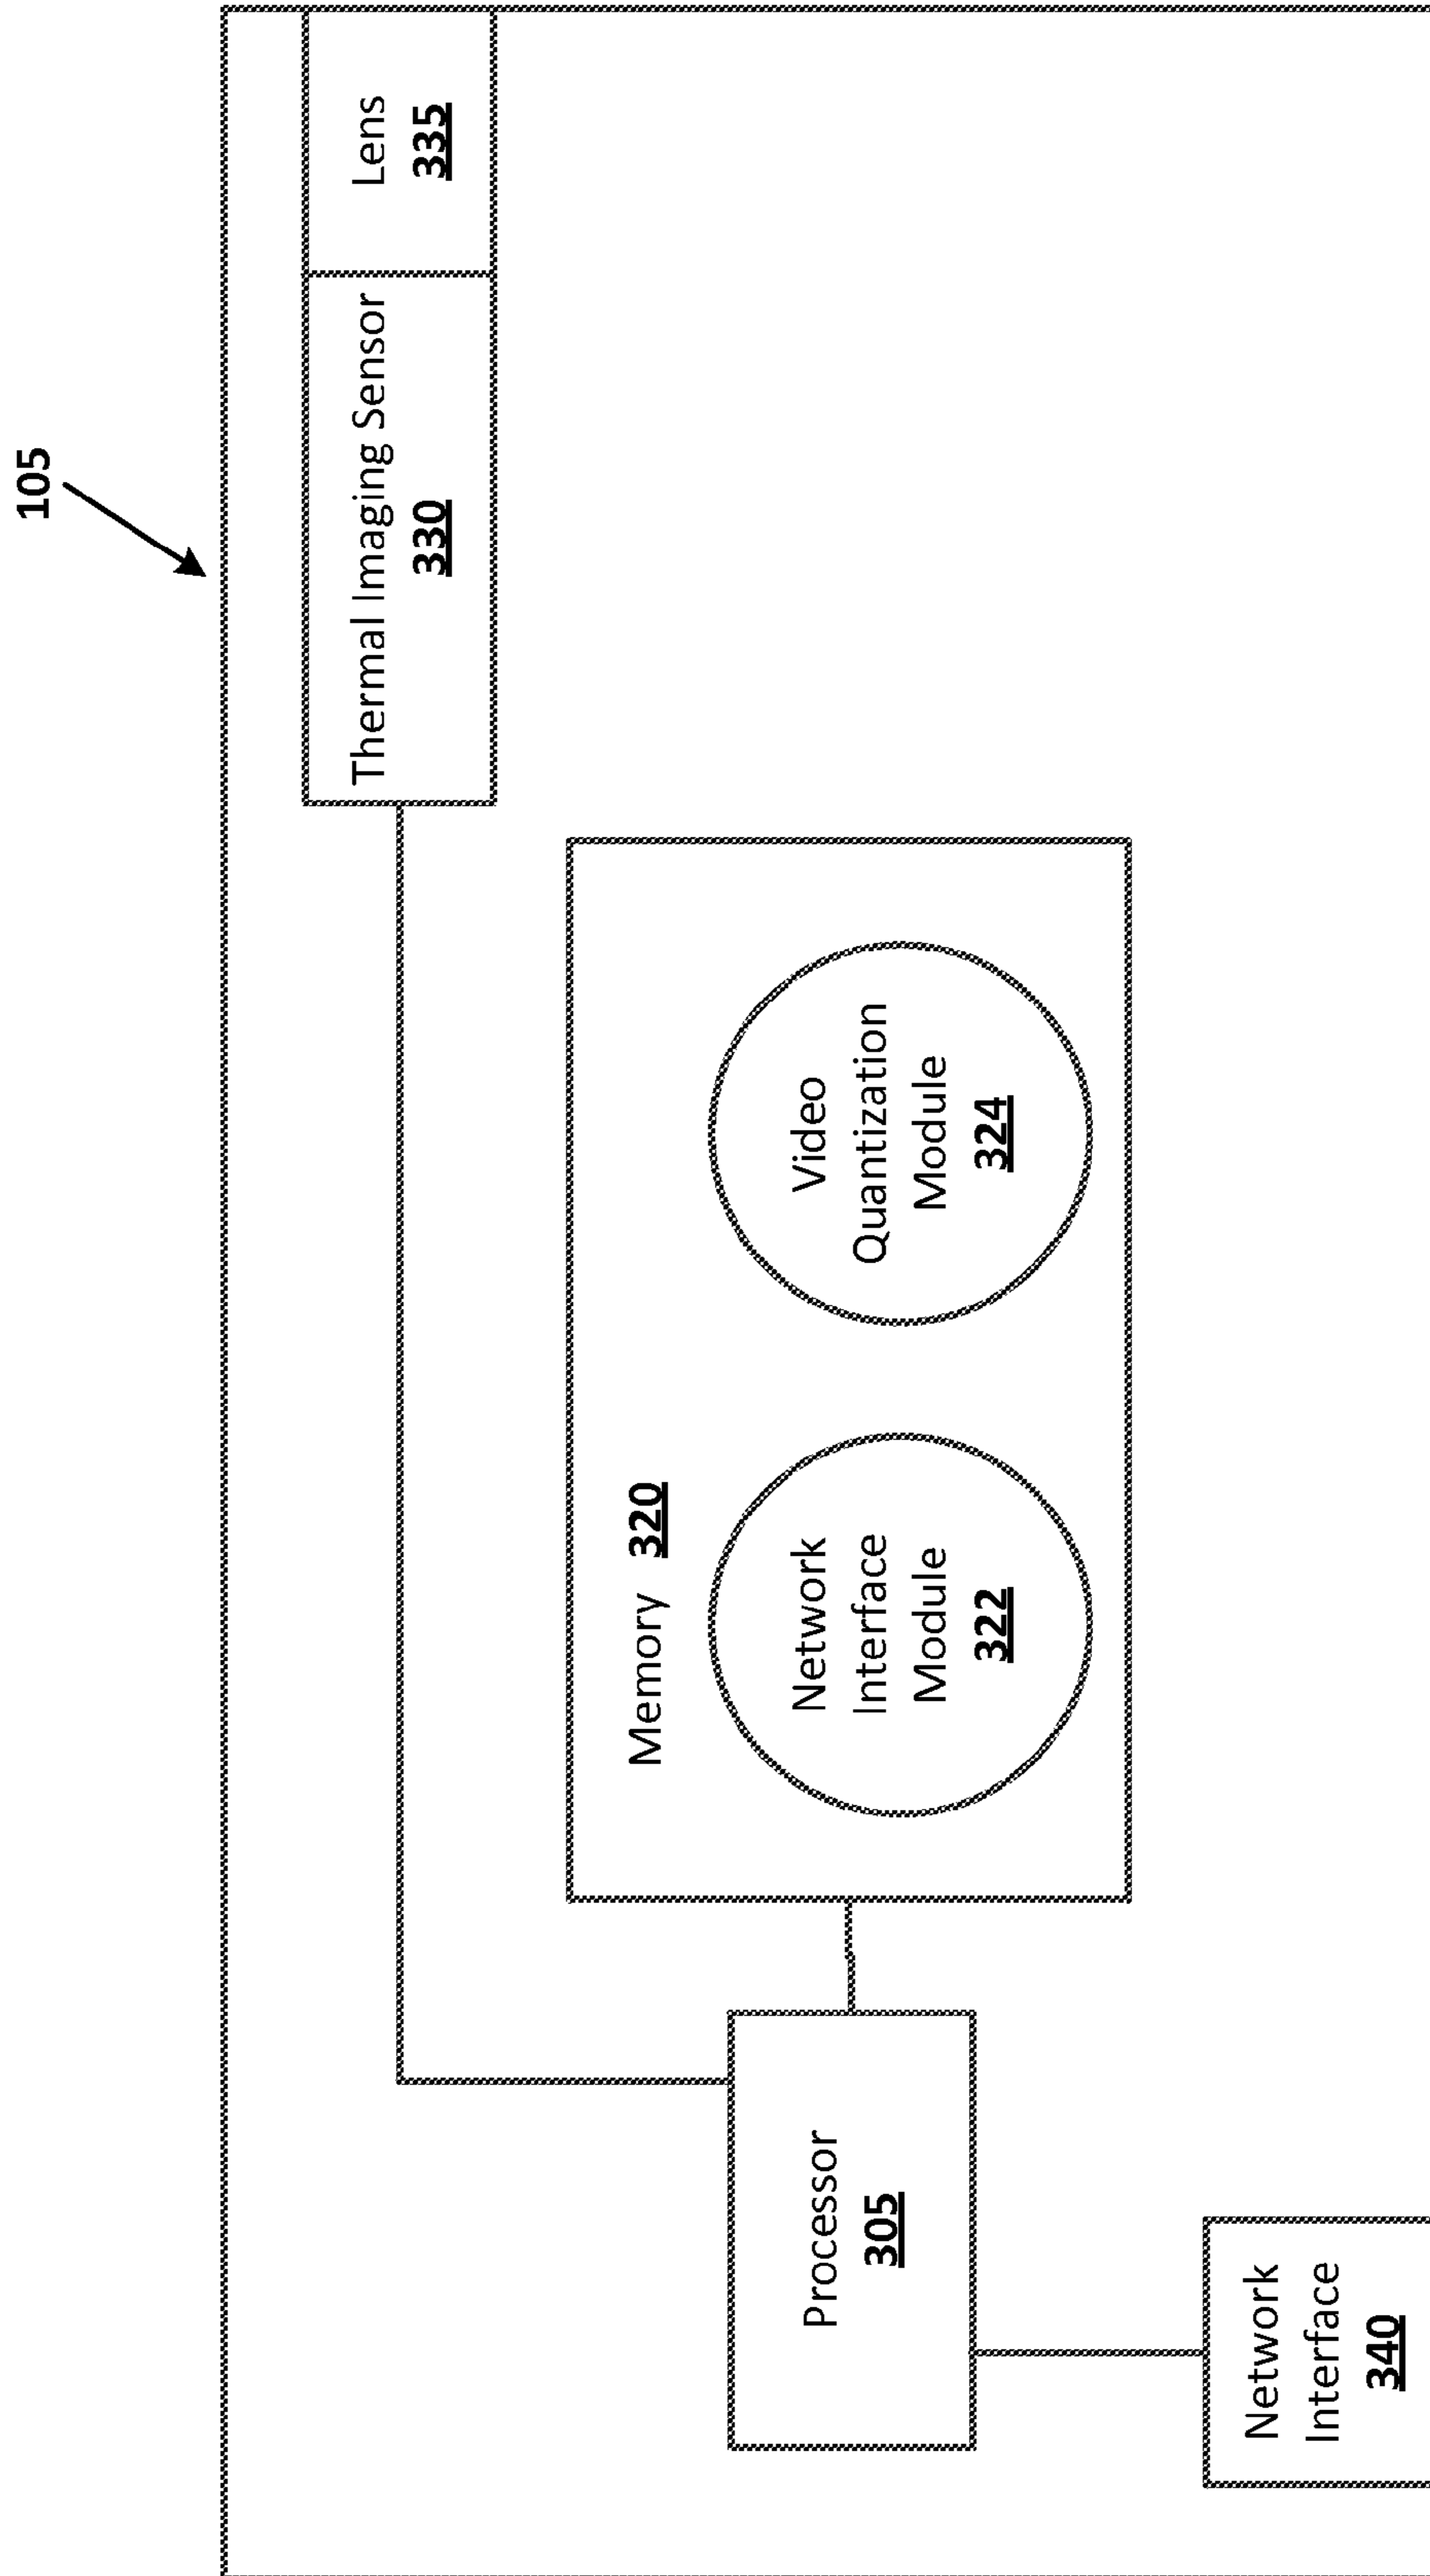 105
Thermal Imaging Sensor
330
Lens
335
Memory 320
Network
Interface
Module
322
Video
Quantization
Module
324
Processor
305
Network
Interface
340